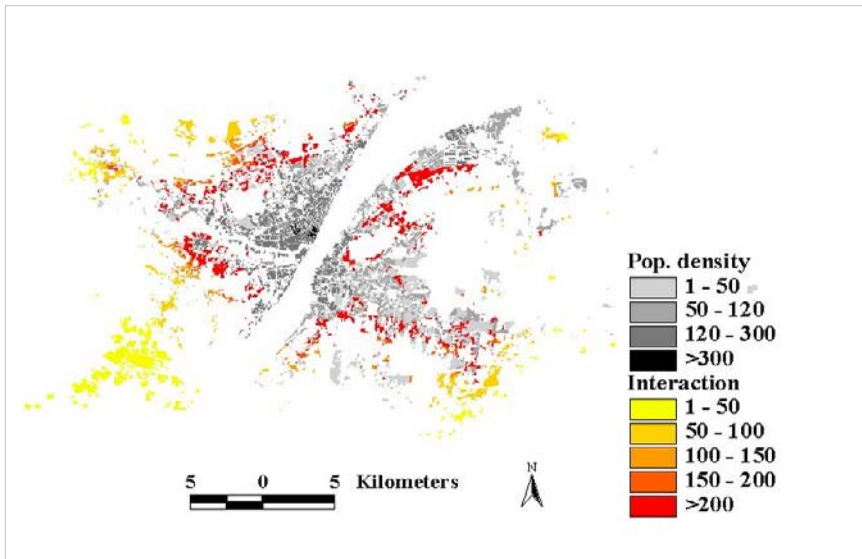 Pop. density
1 - 50
50 - 120
120 - 300
>300
Interaction
1 - 50
50 - 100
100 - 150
150 - 200
>200
5 0 5 Kilometers
N